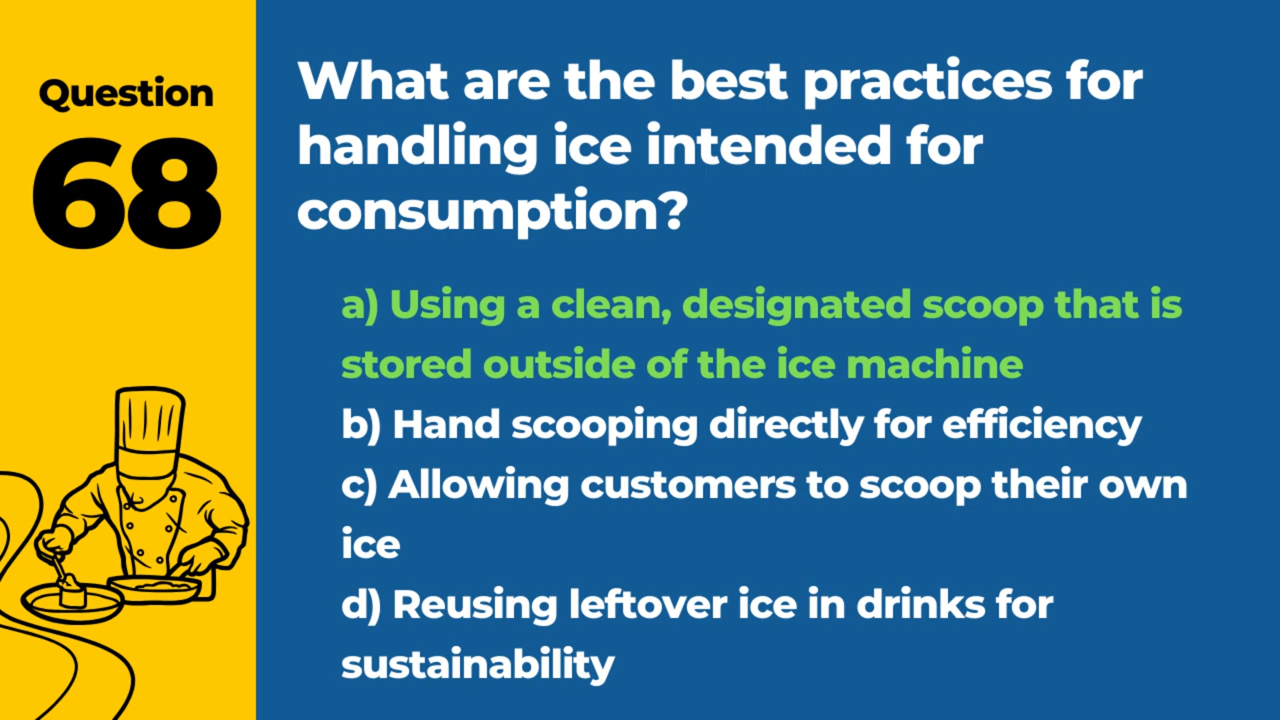 Question
68
What are the best practices for
handling ice intended for
consumption?
a) Using a clean, designated scoop that is
stored outside of the ice machine
b) Hand scooping directly for efficiency
c) Allowing customers to scoop their own
ice
d) Reusing leftover ice in drinks for
sustainability